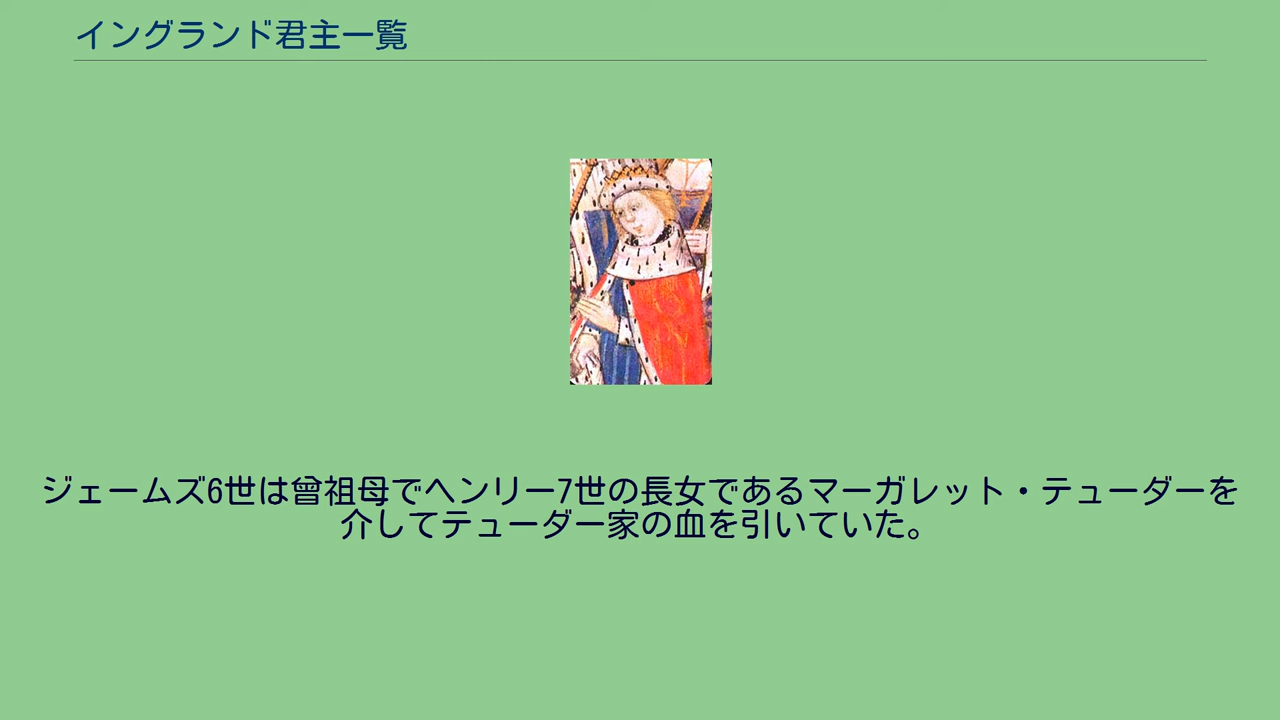 イングランド君主一覧
ジェームズ6世は曾祖母でヘンリー7世の長女であるマーガレット・テューダーを
介してテューダー家の血を引いていた。